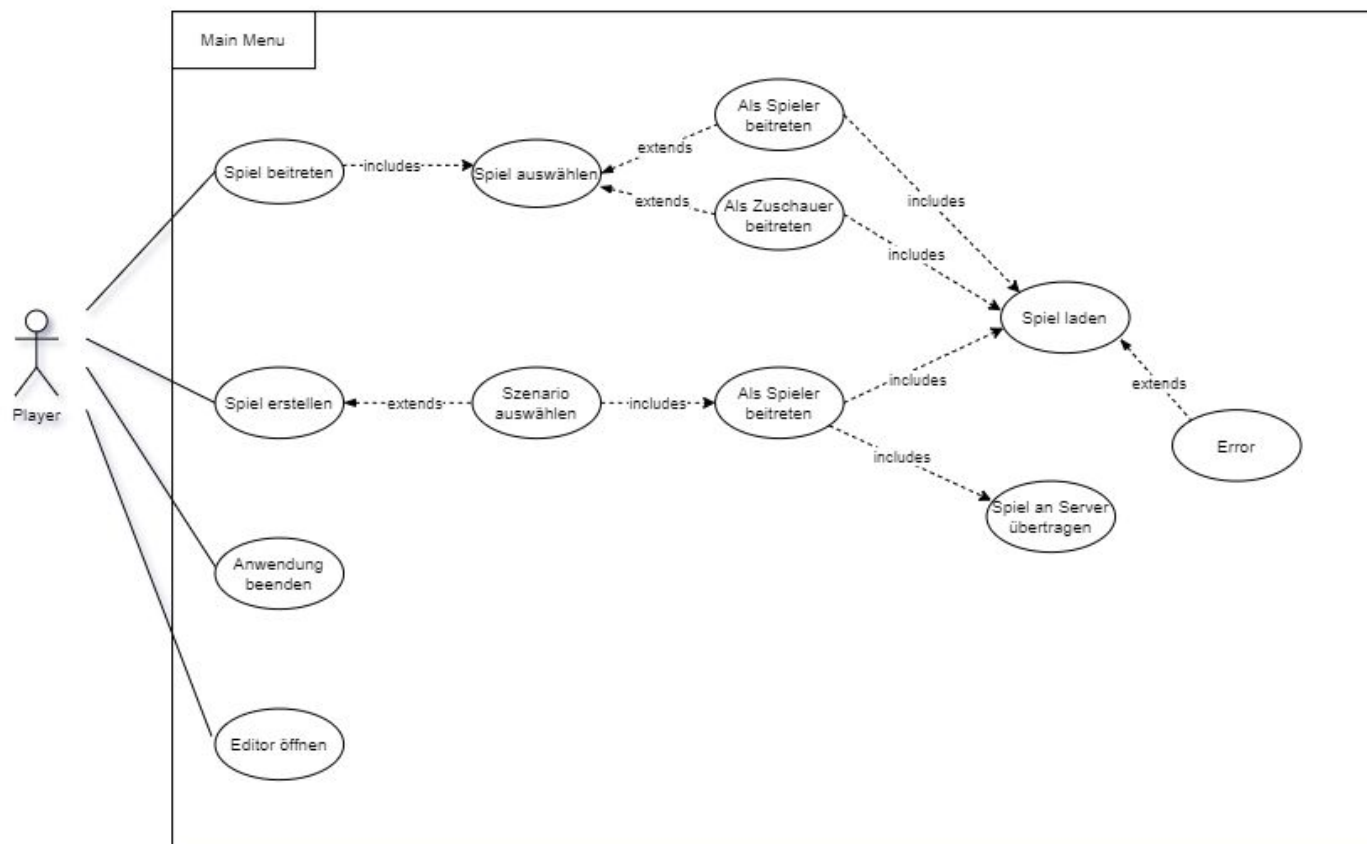 Main Menu
Als Spieler
beitreten
Spiel beitreten
includes
Spiel auswählen
extends
extends
Als Zuschauer
beitreten
includes
includes
Spiel laden
Player
Spiel erstellen
extends
Szenario
auswählen
includes
Als Spieler
beitreten
includes
extends
Error
includes
Spiel an Server
übertragen
Anwendung
beenden
Editor öffnen